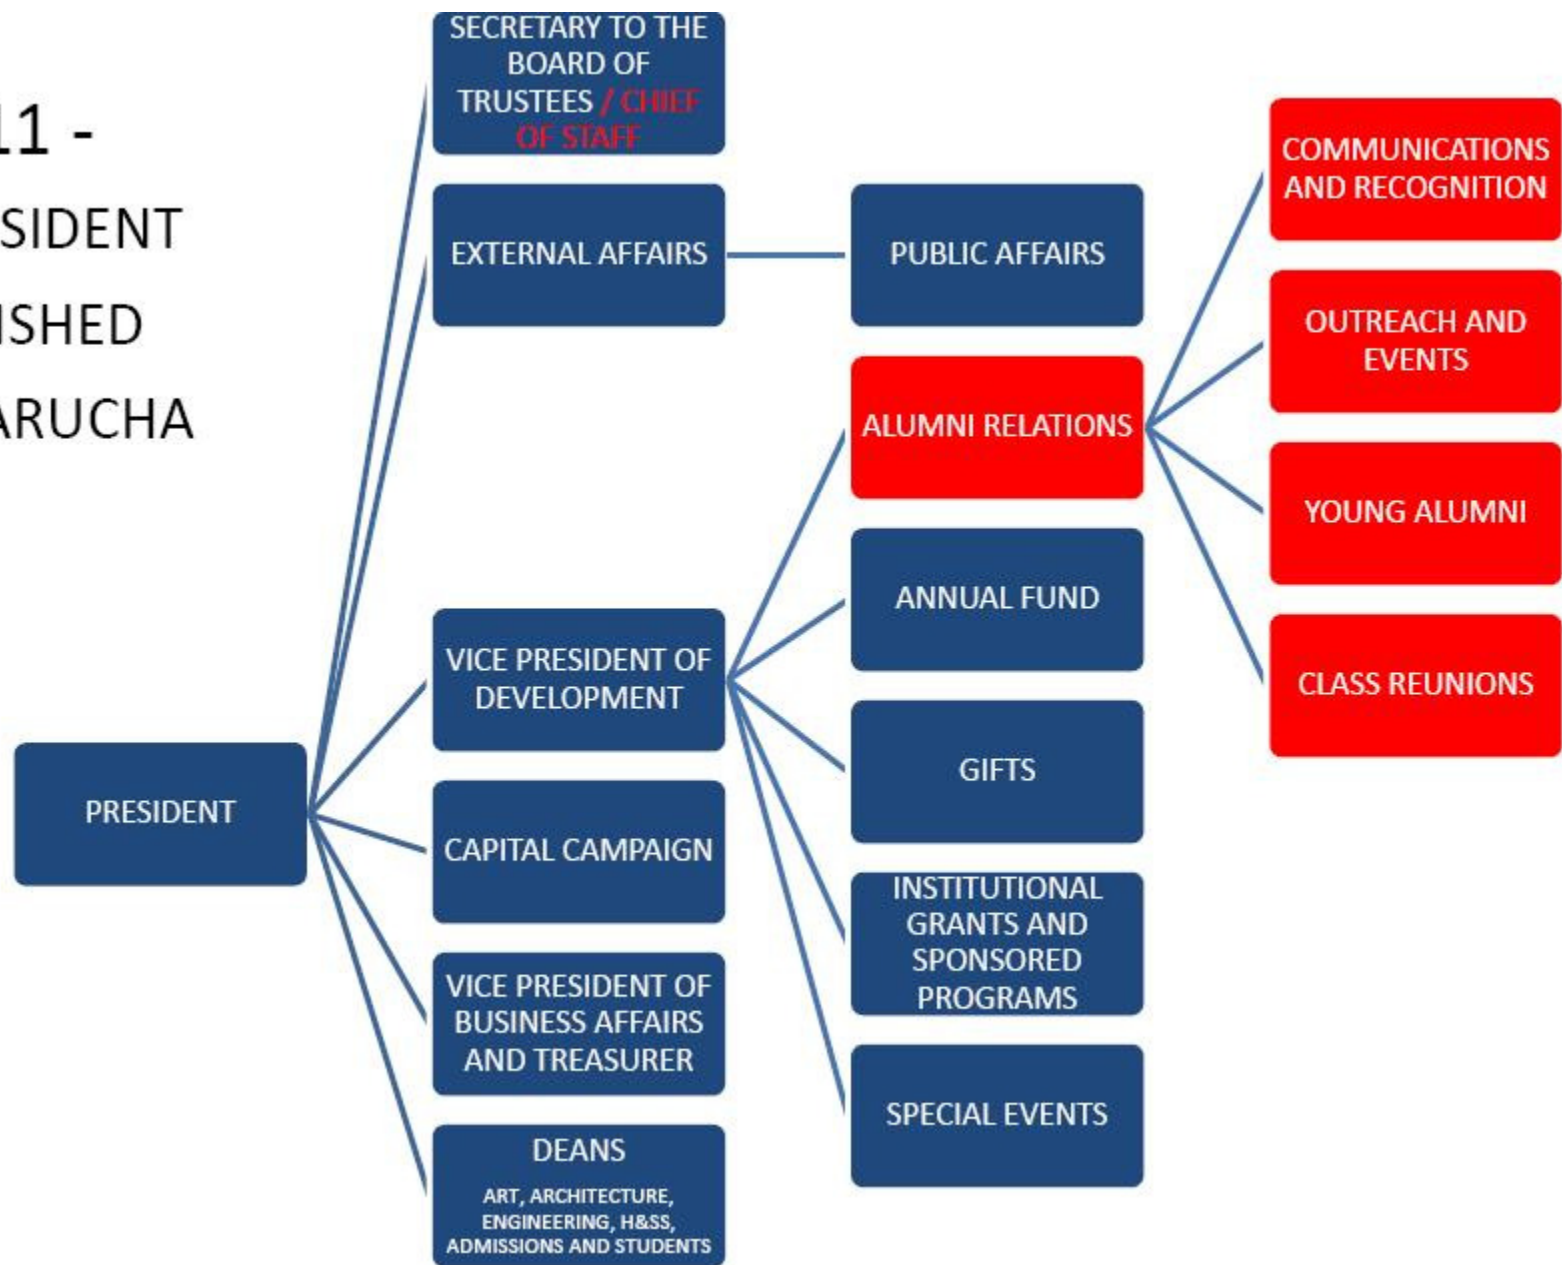 11 -
SIDENT
ISHED
ARUCHA
SECRETARY TO THE
BOARD OF
TRUSTEES / CHIEF
OF STAFF
EXTERNAL AFFAIRS
PUBLIC AFFAIRS
COMMUNICATIONS
AND RECOGNITION
OUTREACH AND
EVENTS
ALUMNI RELATIONS
YOUNG ALUMNI
ANNUAL FUND
VICE PRESIDENT OF
DEVELOPMENT
CLASS REUNIONS
GIFTS
PRESIDENT
CAPITAL CAMPAIGN
INSTITUTIONAL
GRANTS AND
SPONSORED
PROGRAMS
VICE PRESIDENT OF
BUSINESS AFFAIRS
AND TREASURER
SPECIAL EVENTS
DEANS
ART, ARCHITECTURE,
ENGINEERING, H&SS,
ADMISSIONS AND STUDENTS